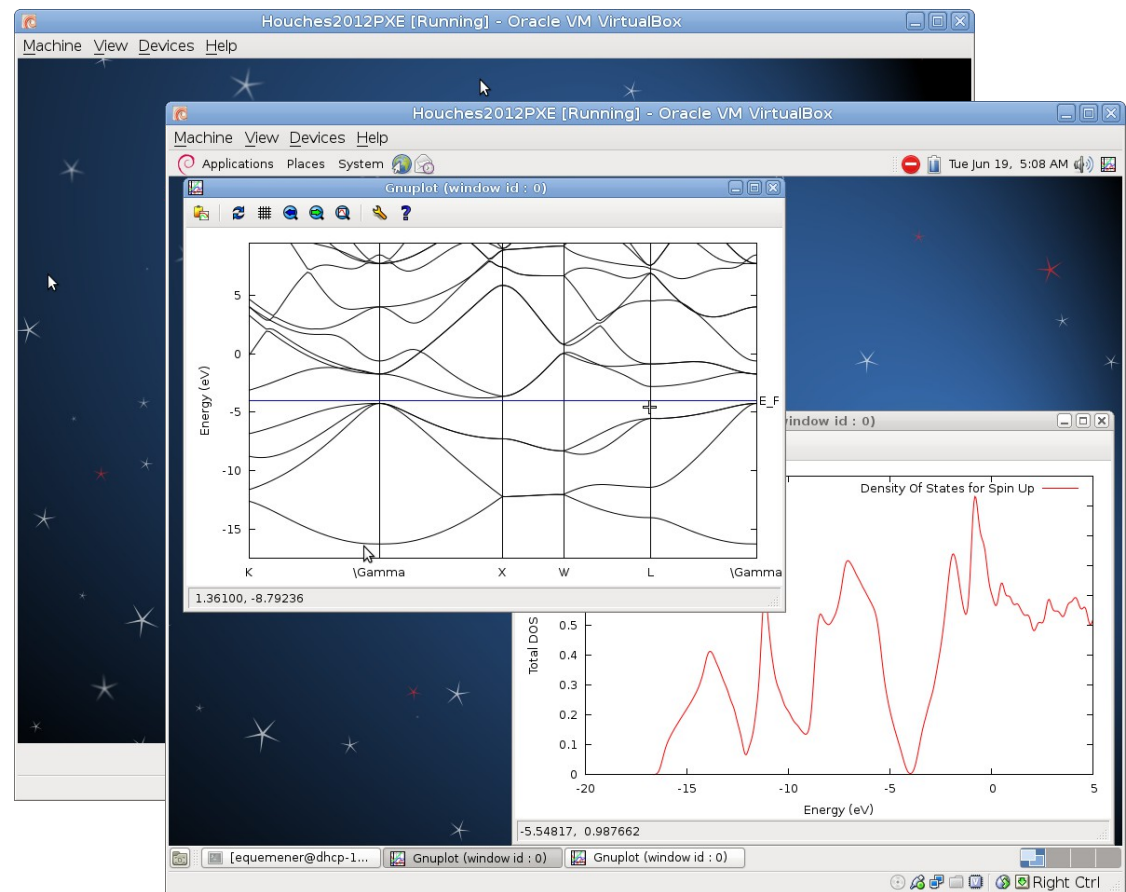 Houches2012PXE [Running] - Oracle VM VirtualBox
Machine View Devices Help
Houches2012PXE [Running] - Oracle VM VirtualBox
Machine View Devices Help
Applications Places System
Tue Jun 19, 5:08 AM
Gnuplot (window id : 0)
5
0
-5
-10
-15
Energy (eV)
E_F
K \Gamma X W L \Gamma
1.36100, -8.79236
indow id : 0)
Density Of States for Spin Up
Total DOS
0.5
0.4
0.3
0.2
0.1
0
-20 -15 -10 -5 0 5
Energy (eV)
-5.54817, 0.987662
[equemener@dhcp-1... Gnuplot (window id : 0) Gnuplot (window id : 0)
Right Ctrl